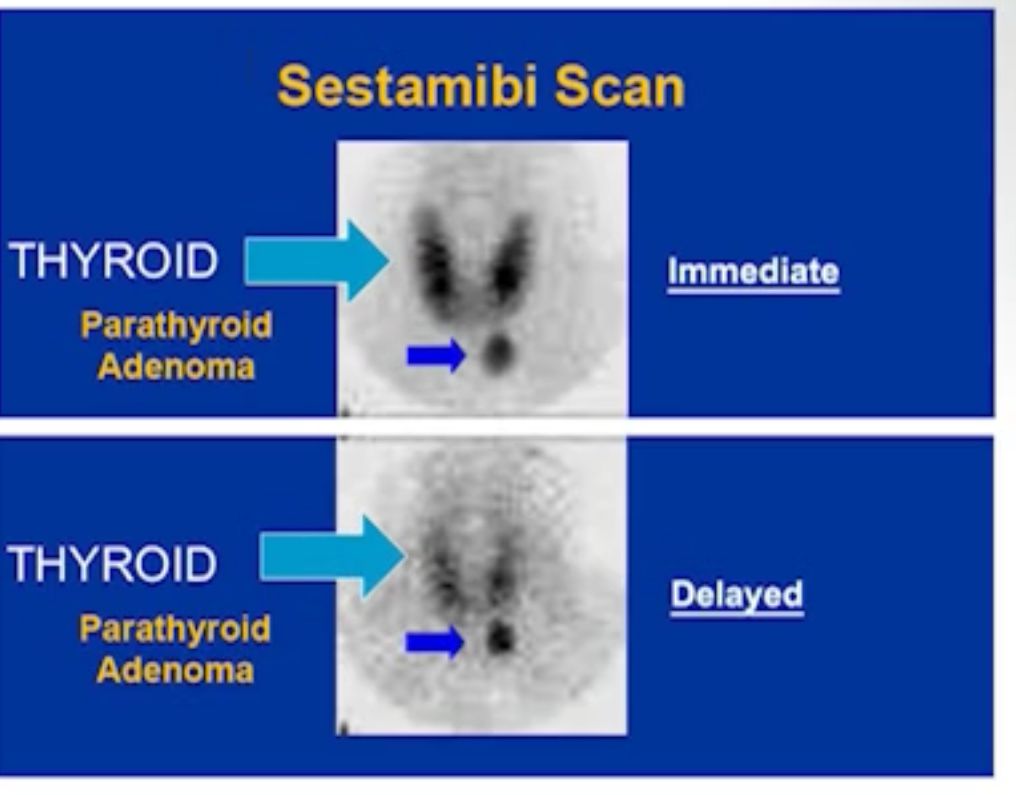 Sestamibi Scan
THYROID
Immediate
Parathyroid
Adenoma
THYROID
Delayed
Parathyroid
Adenoma